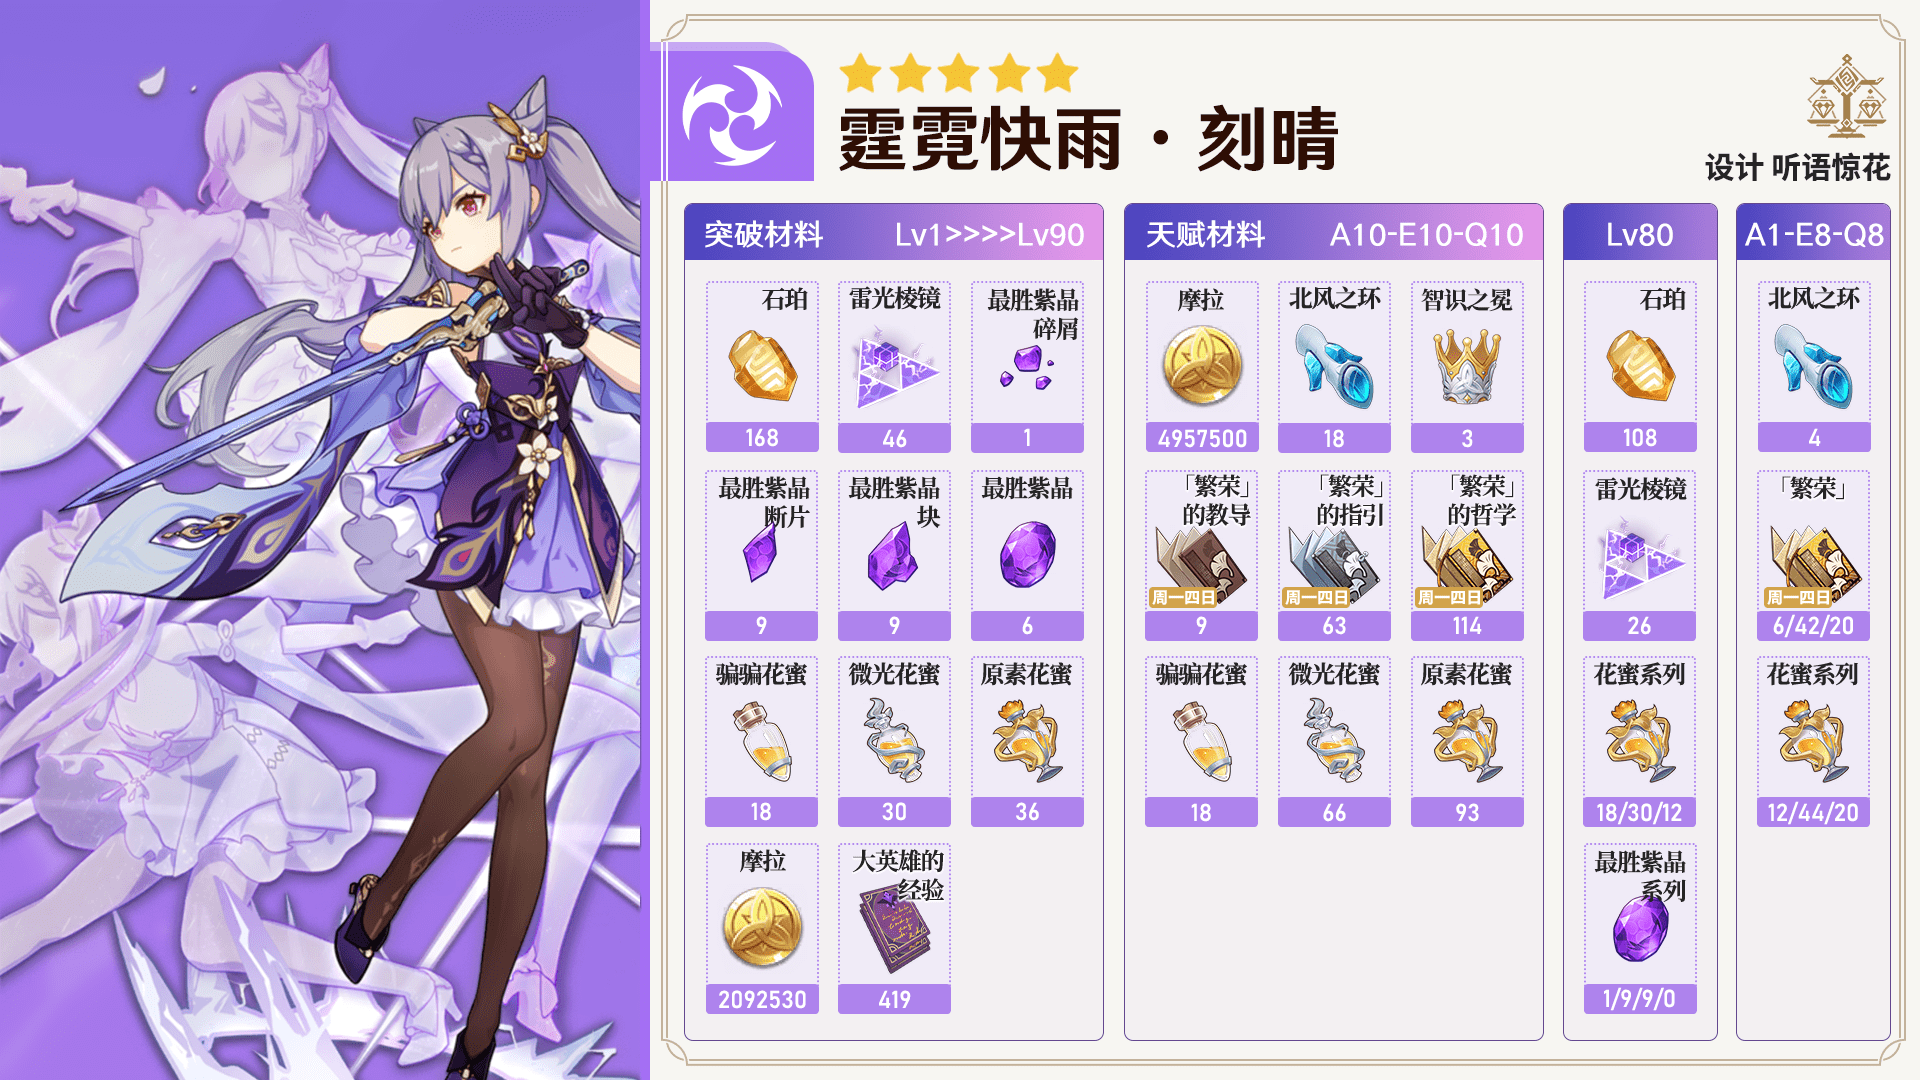 霆霓快雨·刻晴
设计 听语惊花
突破材料 Lv1>>>>Lv90
石珀
168
雷光棱镜
46
最胜紫晶
碎屑
1
最胜紫晶
断片
9
最胜紫晶
块
9
最胜紫晶
6
骗骗花蜜
18
微光花蜜
30
原素花蜜
36
摩拉
2092530
大英雄的
经验
419
天赋材料 A10-E10-Q10
摩拉
4957500
北风之环
18
智识之冕
3
「繁荣」
的教导
周一四日
9
「繁荣」
的指引
周一四日
63
「繁荣」
的哲学
周一四日
114
骗骗花蜜
18
微光花蜜
66
原素花蜜
93
Lv80
石珀
108
雷光棱镜
26
花蜜系列
18/30/12
最胜紫晶
系列
1/9/9/0
A1-E8-Q8
北风之环
4
「繁荣」
周一四日
6/42/20
花蜜系列
12/44/20